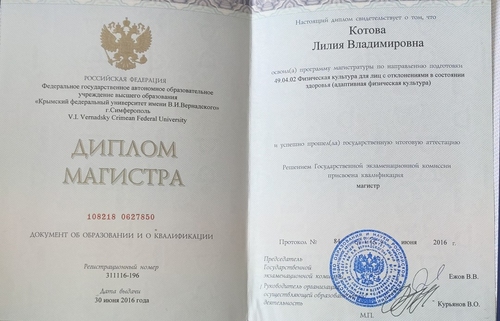 РОССИЙСКАЯ ФЕДЕРАЦИЯ
Федеральное государственное автономное образовательное
учреждение высшего образования
«Крымский федеральный университет имени В.И.Вернадского»
г.Симферополь
V.I. Vernadsky Crimean Federal University
ДИПЛОМ
МАГИСТРА
108218 0627850
ДОКУМЕНТ ОБ ОБРАЗОВАНИИ И О КВАЛИФИКАЦИИ
Регистрационный номер
311116-196
Дата выдачи
30 июня 2016 года
Настоящий диплом свидетельствует о том, что
Котова
Лилия Владимировна
освоил(а) программу магистратуры по направлению подготовки
49.04.02 Физическая культура для лиц с отклонениями в состоянии
здоровья (адаптивная физическая культура)
и успешно прошел(а) государственную итоговую аттестацию
Решением Государственной экзаменационной комиссии
присвоена квалификация
магистр
Протокол № июня 2016 г.
Председатель
Государственной
экзаменационной Ежов В.В.
Руководитель
осуществляющей
деятельность Курьянов В.О.
М.П.